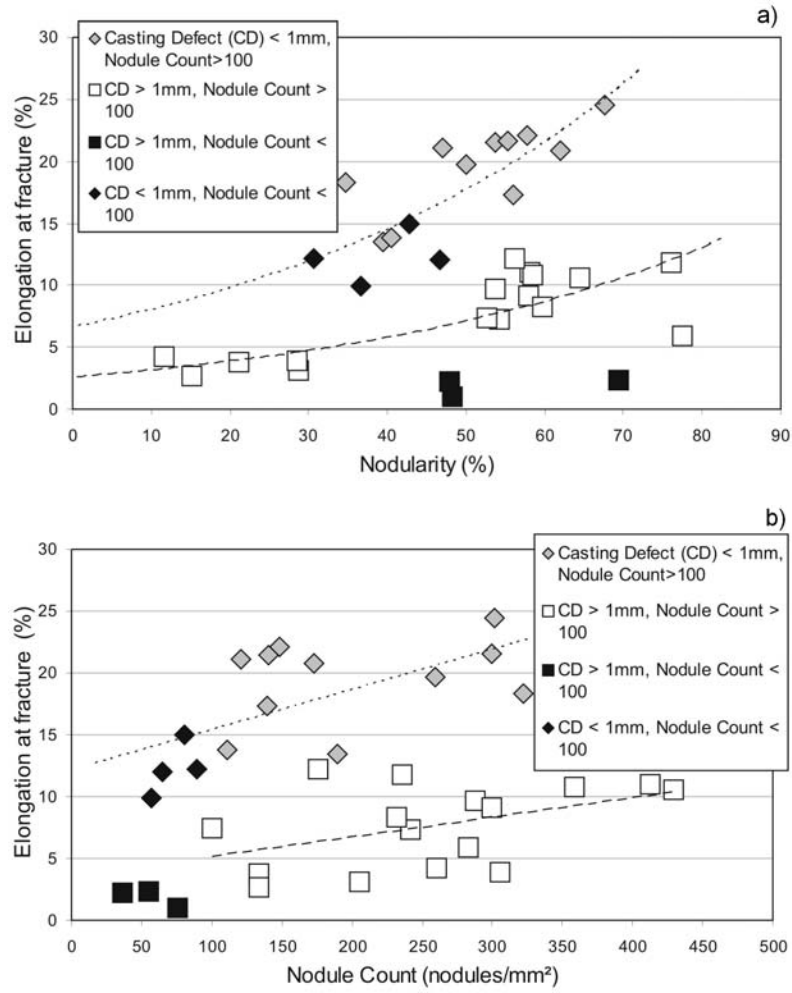 a)
30
25
20
15
10
5
0
Elongation at fracture (%)
Casting Defect (CD) < 1mm,
Nodule Count>100
CD > 1mm, Nodule Count >
100
CD > 1mm, Nodule Count <
100
CD < 1mm, Nodule Count <
100
0 10 20 30 40 50 60 70 80 90
Nodularity (%)
b)
30
25
20
15
10
5
0
Elongation at fracture (%)
Casting Defect (CD) < 1mm,
Nodule Count>100
CD > 1mm, Nodule Count >
100
CD > 1mm, Nodule Count <
100
CD < 1mm, Nodule Count <
100
0 50 100 150 200 250 300 350 400 450 500
Nodule Count (nodules/mm²)